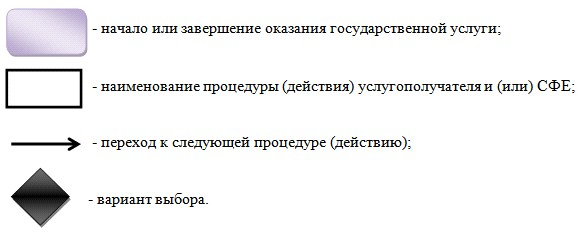 - начало или завершение оказания государственной услуги;
- наименование процедуры (действия) услугополучателя и (или) СФЕ;
- переход к следующей процедуре (действию);
- вариант выбора.